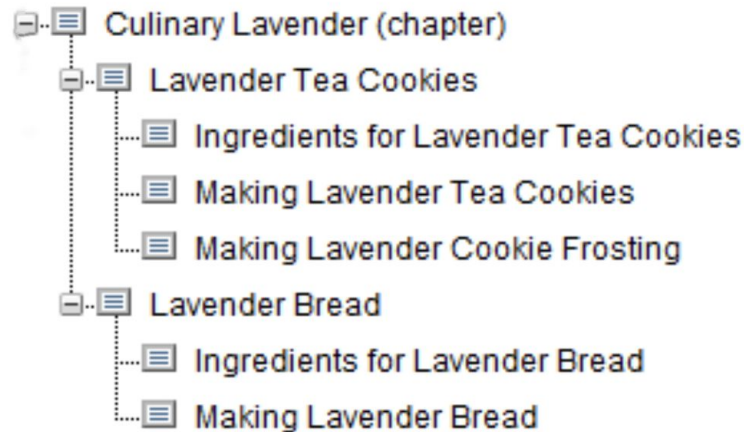 Culinary Lavender (chapter)
Lavender Tea Cookies
Ingredients for Lavender Tea Cookies
Making Lavender Tea Cookies
Making Lavender Cookie Frosting
Lavender Bread
Ingredients for Lavender Bread
Making Lavender Bread